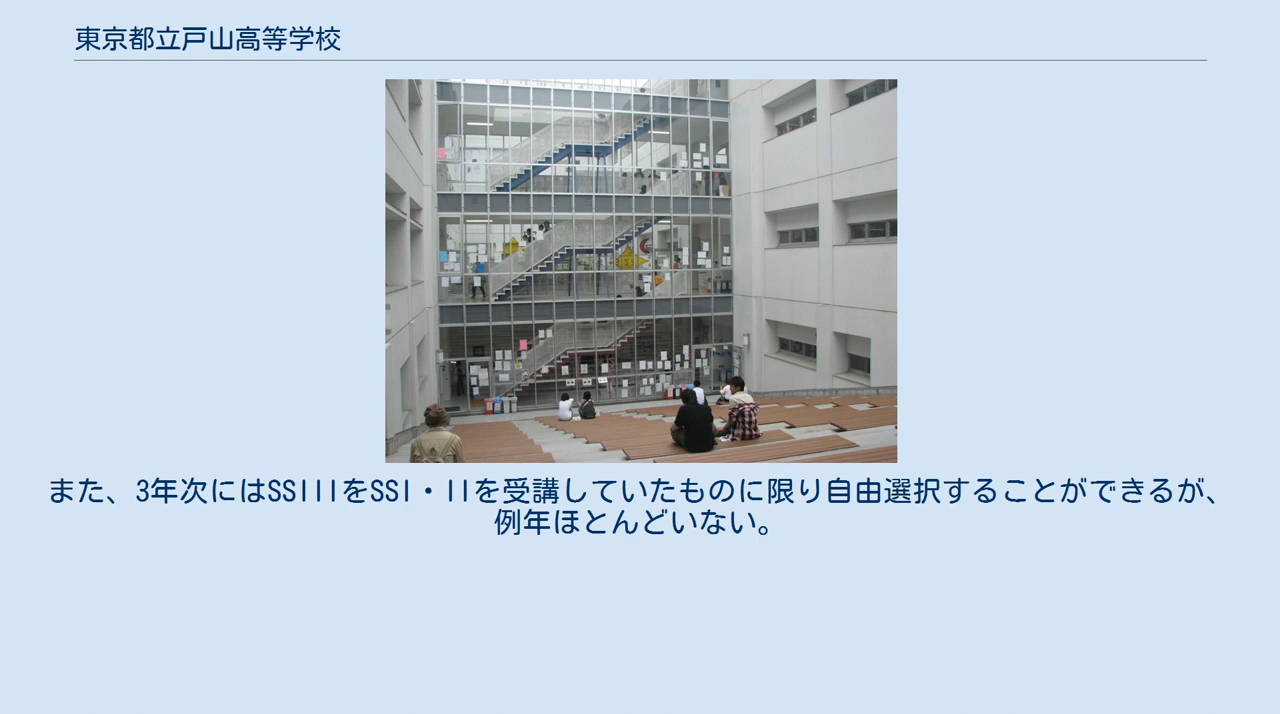 東京都立戸山高等学校
また、3年次にはSSIIIをSSI・IIを受講していたものに限り自由選択することができるが、
例年ほとんどいない。